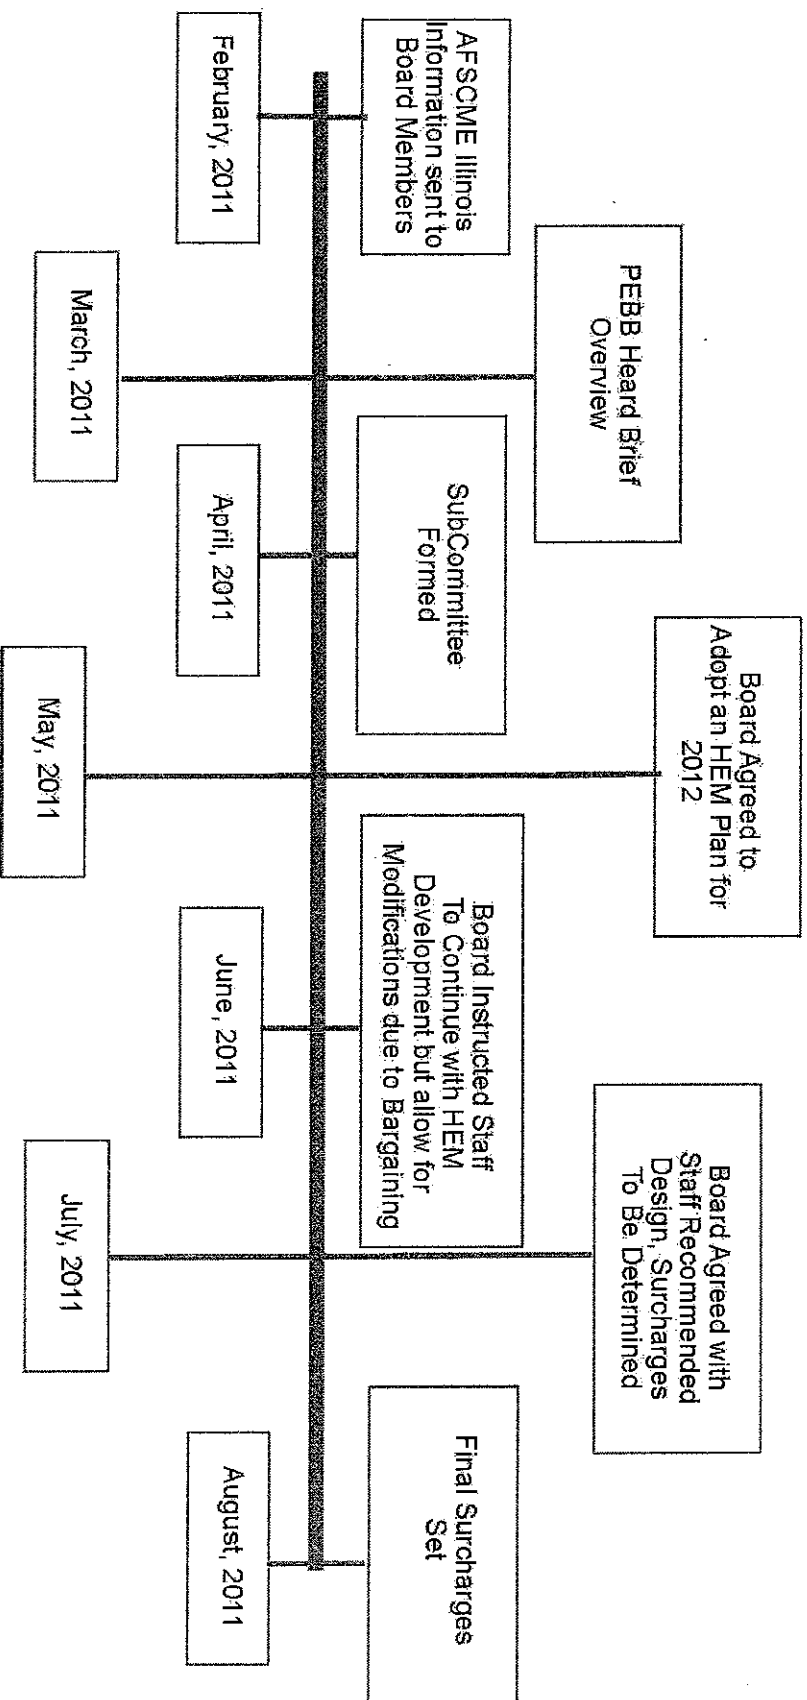 AFSCME Illinois
Information sent to
Board Members
February, 2011
PEBB Heard Brief
Overview
March, 2011
SubCommittee
Formed
April, 2011
Board Agreed to
Adopt an HEM Plan for
2012
May, 2011
Board Instructed Staff
To Continue with HEM
Development but allow for
Modifications due to Bargaining
June, 2011
Board Agreed with
Staff Recommended
Design, Surcharges
To Be Determined
July, 2011
Final Surcharges
Set
August, 2011